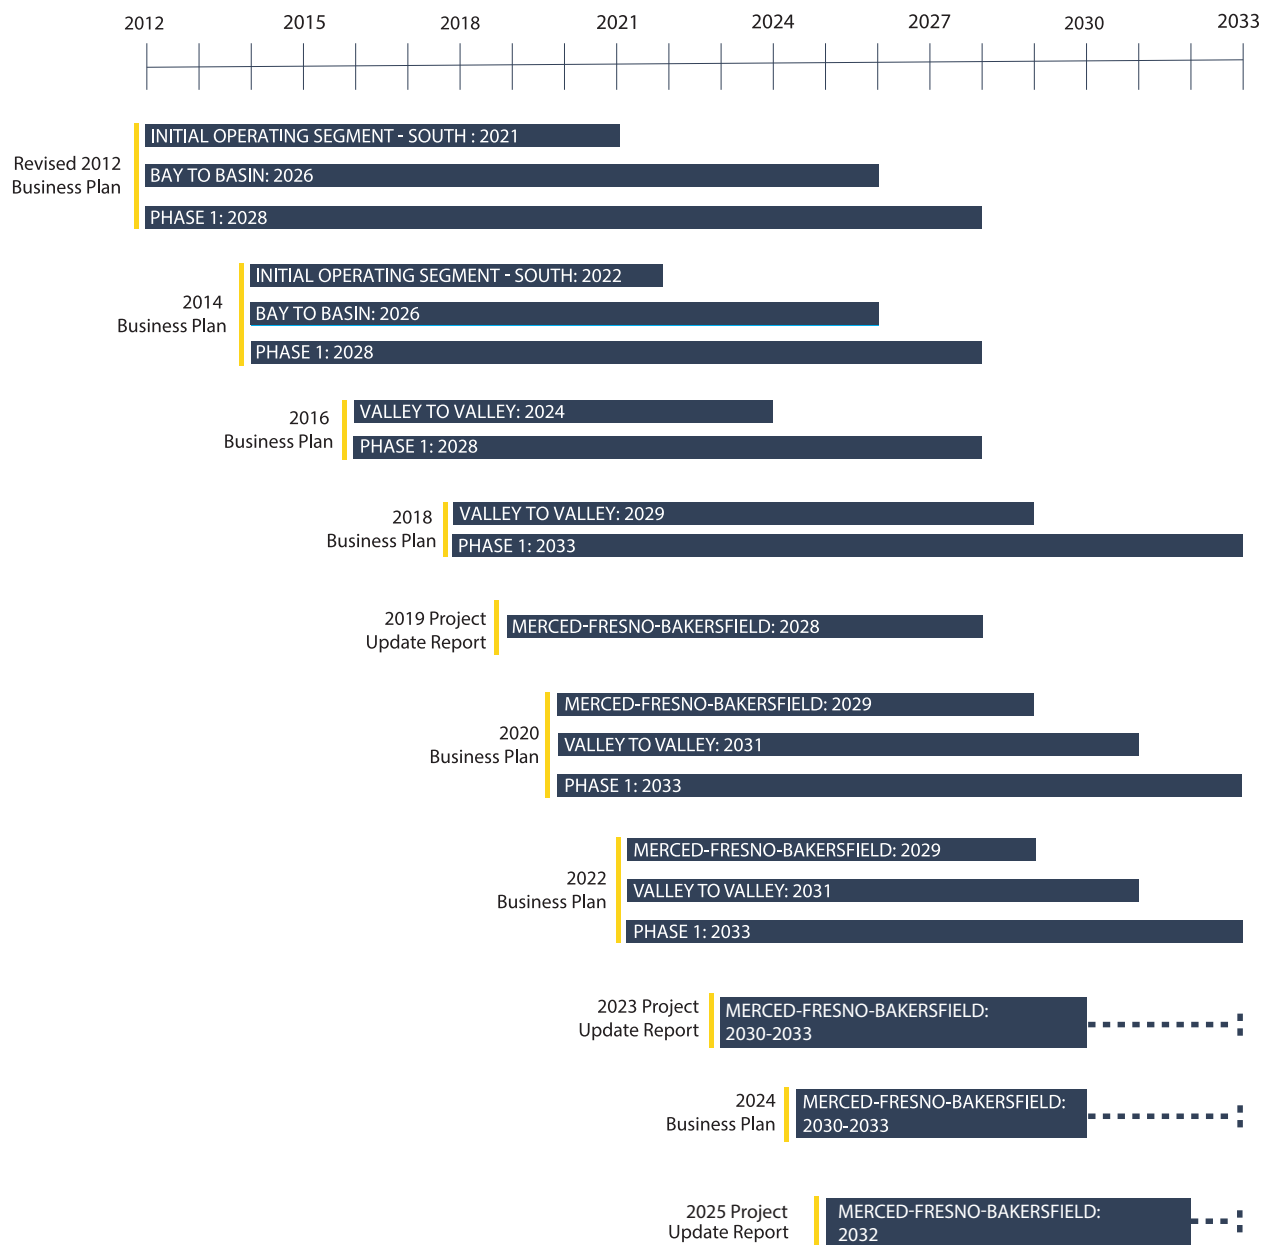 2012 2015 2018 2021 2024 2027 2030 2033
Revised 2012
Business Plan
INITIAL OPERATING SEGMENT - SOUTH : 2021
BAY TO BASIN: 2026
PHASE 1: 2028
2014
Business Plan
INITIAL OPERATING SEGMENT - SOUTH: 2022
BAY TO BASIN: 2026
PHASE 1: 2028
2016
Business Plan
VALLEY TO VALLEY: 2024
PHASE 1: 2028
2018
Business Plan
VALLEY TO VALLEY: 2029
PHASE 1: 2033
2019 Project
Update Report
MERCED-FRESNO-BAKERSFIELD: 2028
2020
Business Plan
MERCED-FRESNO-BAKERSFIELD: 2029
VALLEY TO VALLEY: 2031
PHASE 1: 2033
2022
Business Plan
MERCED-FRESNO-BAKERSFIELD: 2029
VALLEY TO VALLEY: 2031
PHASE 1: 2033
2023 Project
Update Report
MERCED-FRESNO-BAKERSFIELD:
2030-2033
2024
Business Plan
MERCED-FRESNO-BAKERSFIELD:
2030-2033
2025 Project
Update Report
MERCED-FRESNO-BAKERSFIELD:
2032